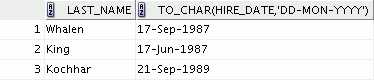 LAST_NAME TO_CHAR(HIRE_DATE,'DD-MON-YYYY')
1 Whalen 17-Sep-1987
2 King 17-Jun-1987
3 Kochhar 21-Sep-1989